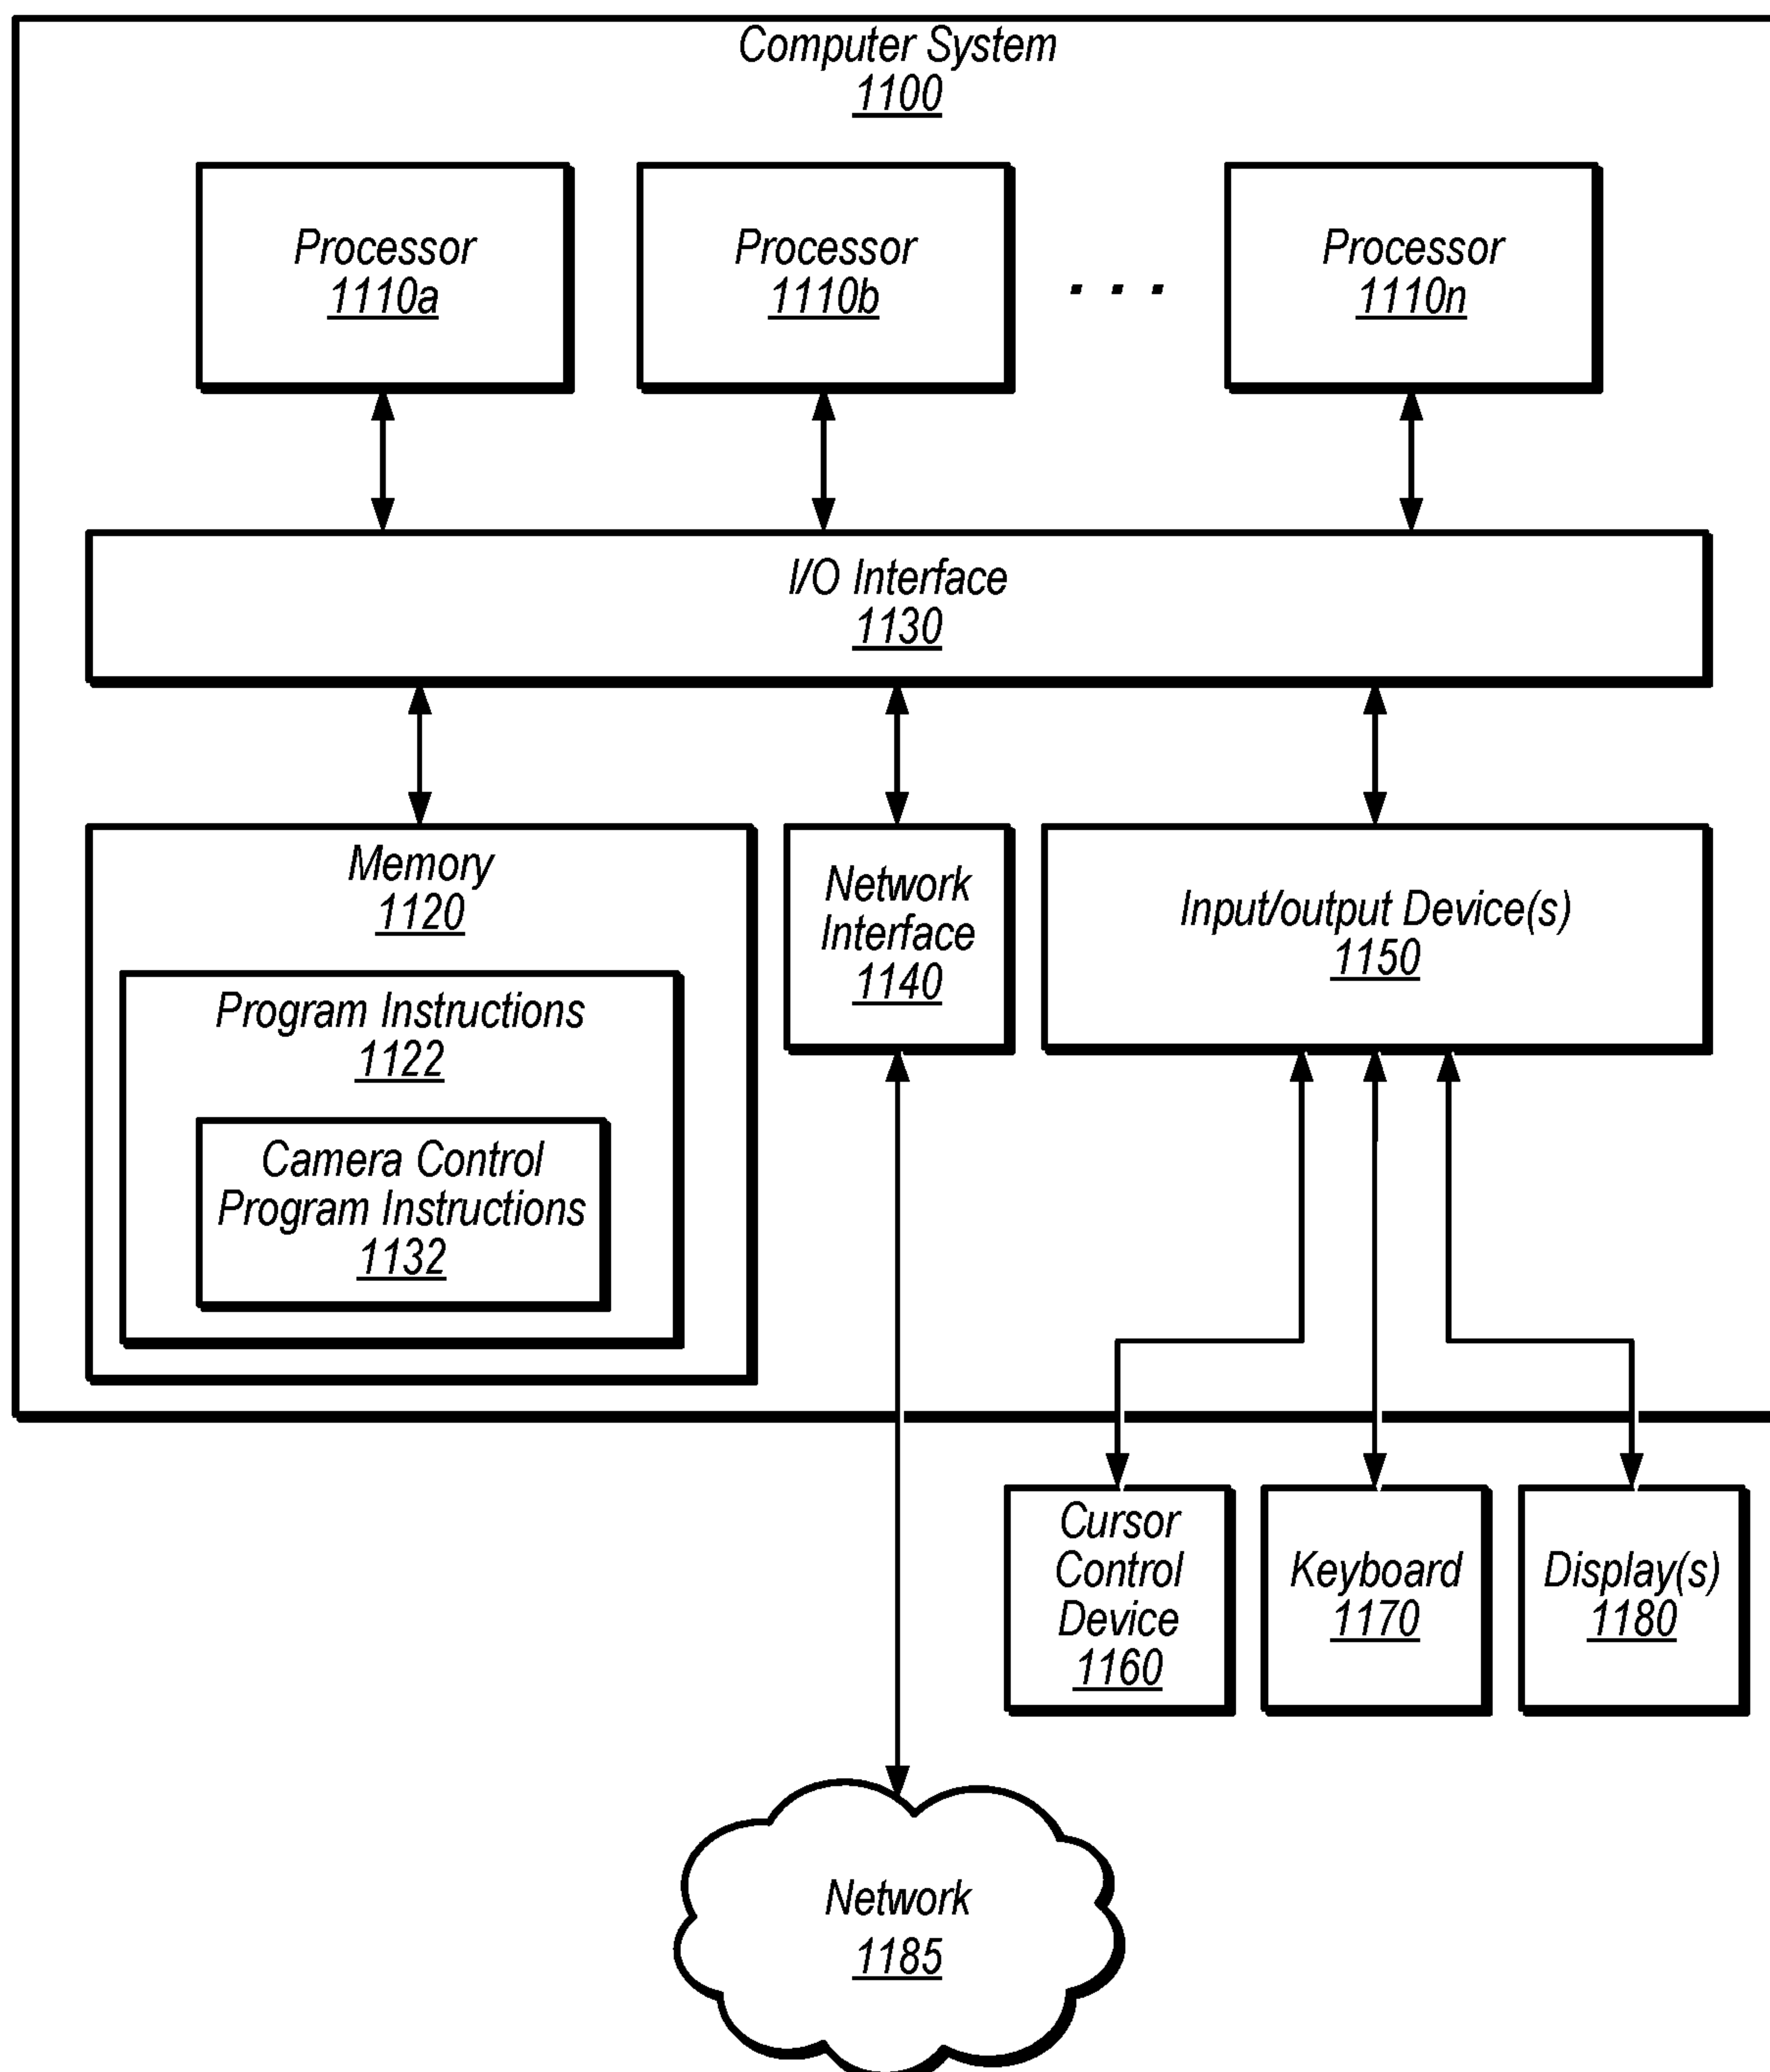 Computer System
1100
Processor
1110a
Processor
1110b
. . .
Processor
1110n
I/O Interface
1130
Memory
1120
Program Instructions
1122
Camera Control
Program Instructions
1132
Network
Interface
1140
Input/output Device(s)
1150
Cursor
Control
Device
1160
Keyboard
1170
Display(s)
1180
Network
1185